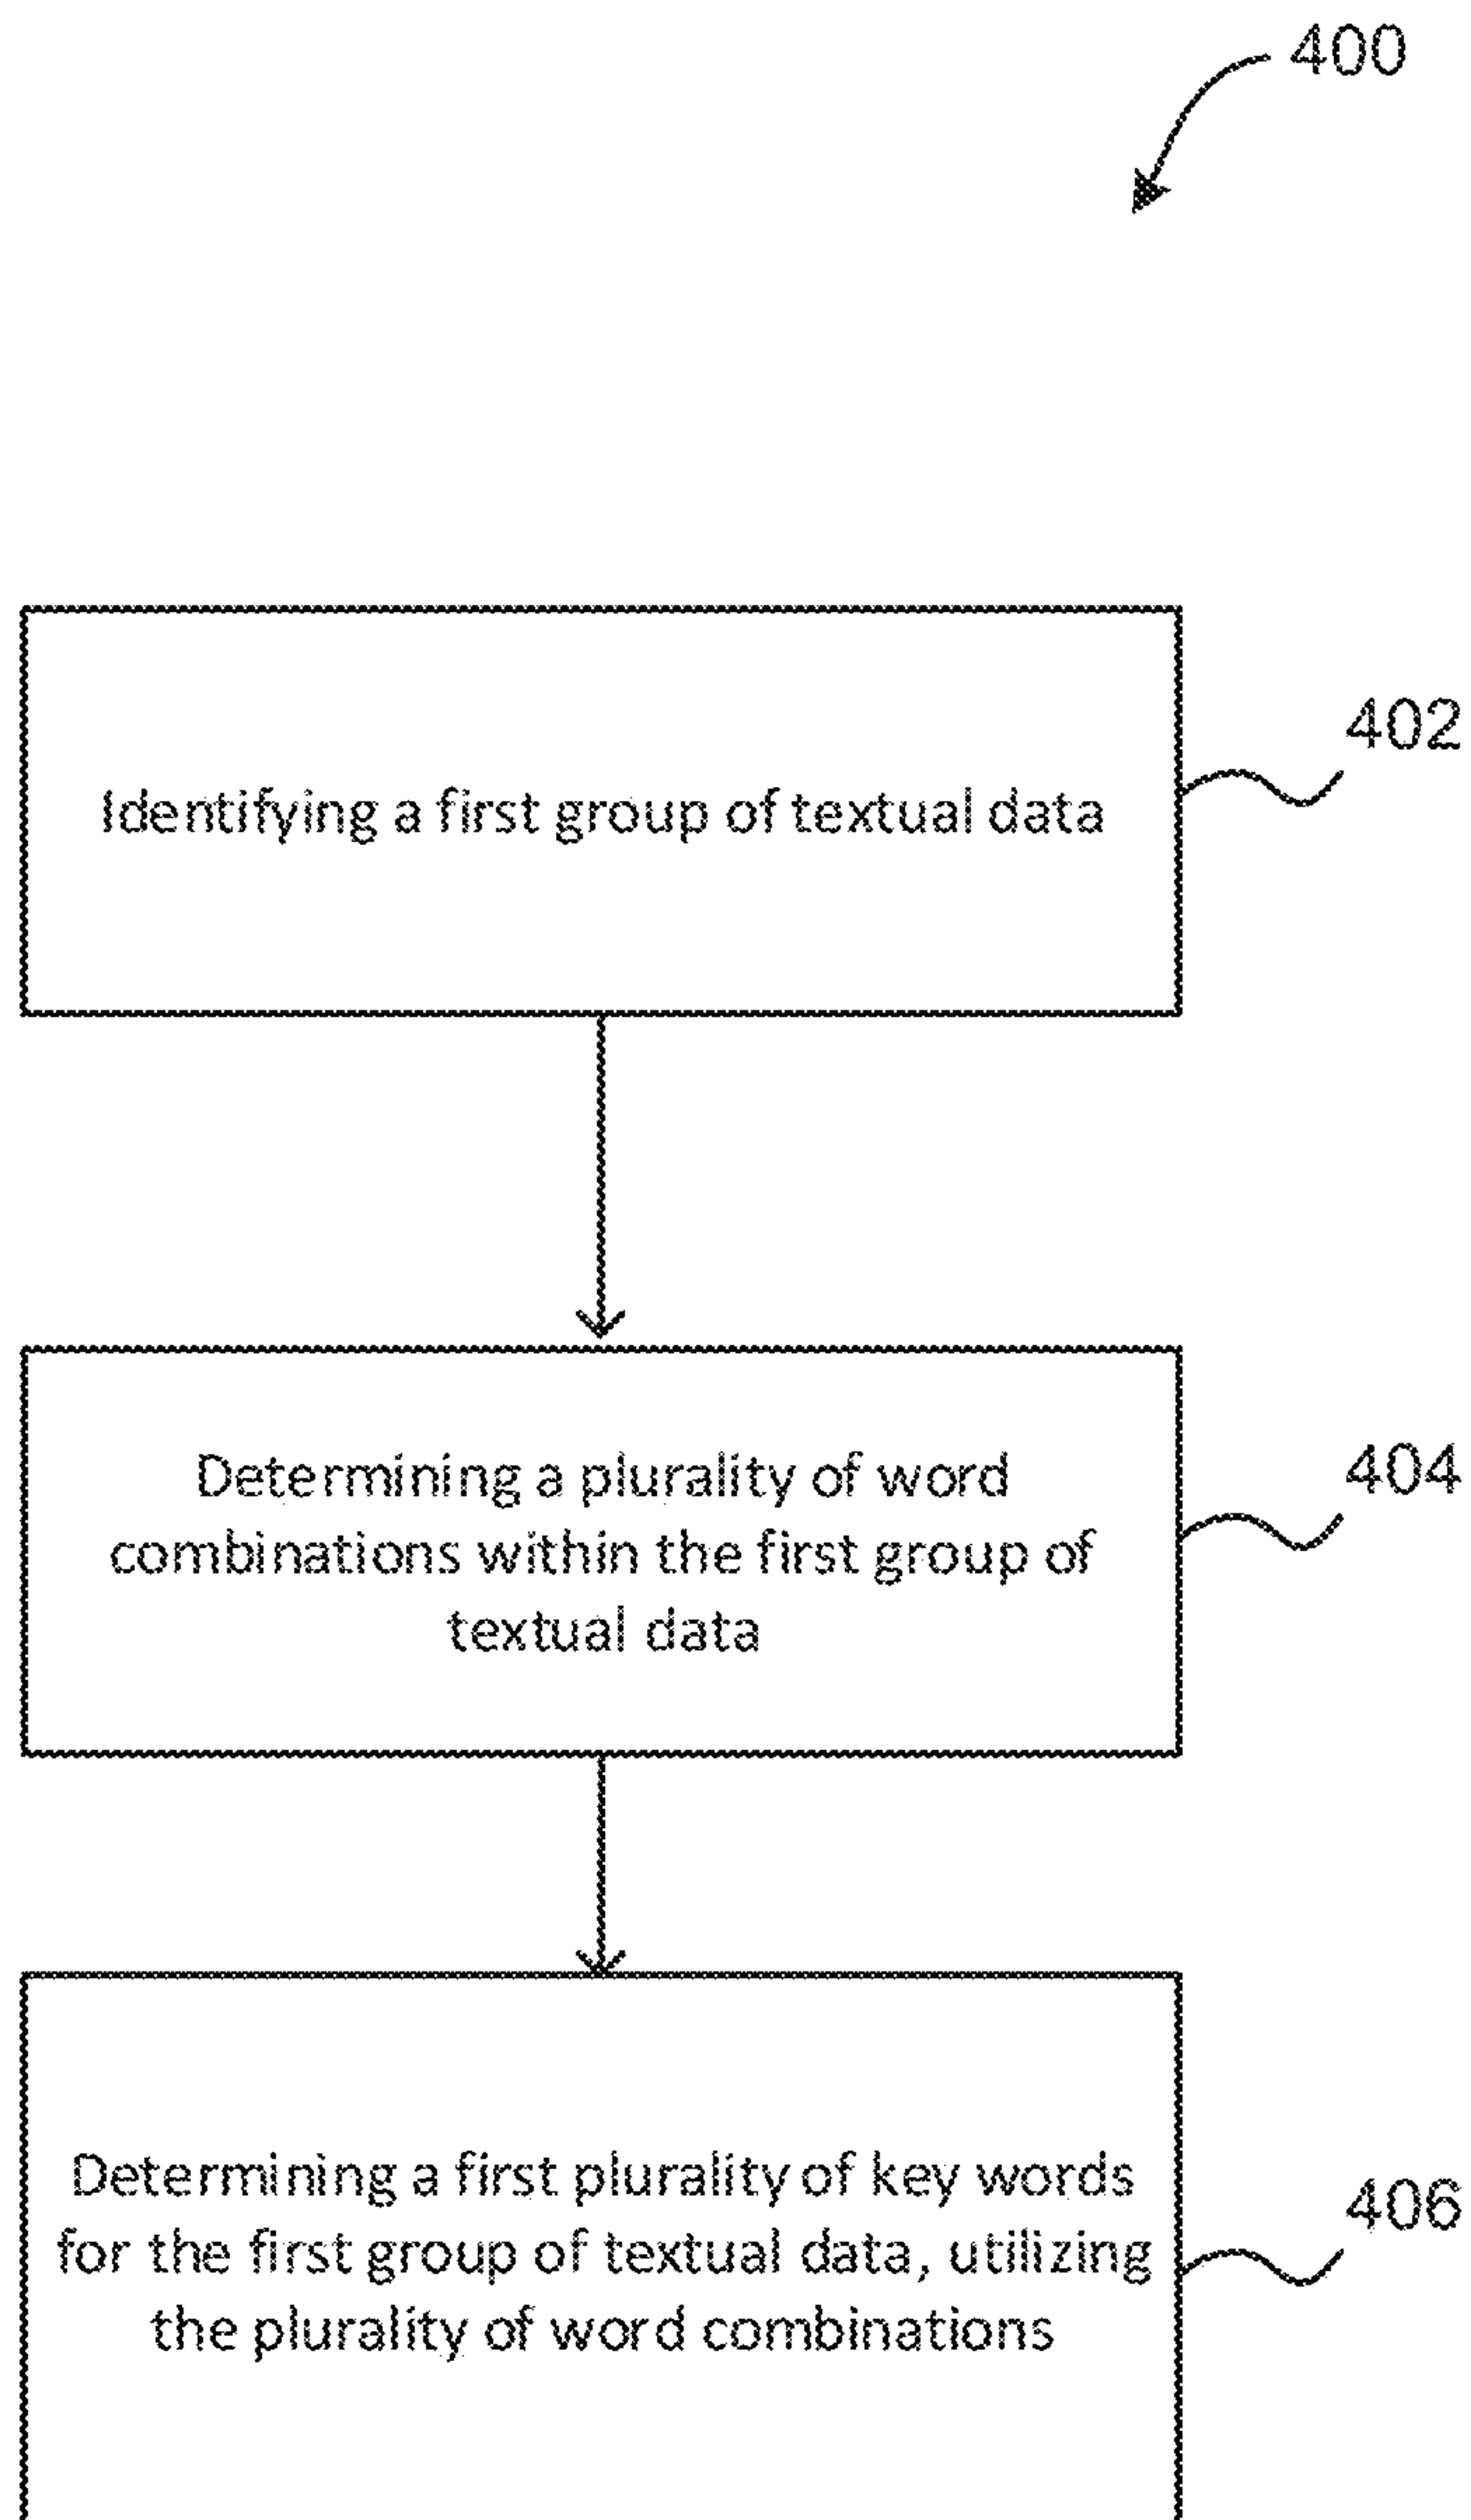 400
402
Identifying a first group of textual data
404
Determining a plurality of word
combinations within the first group of
textual data
406
Determining a first plurality of key words
for the first group of textual data, utilizing
the plurality of word combinations